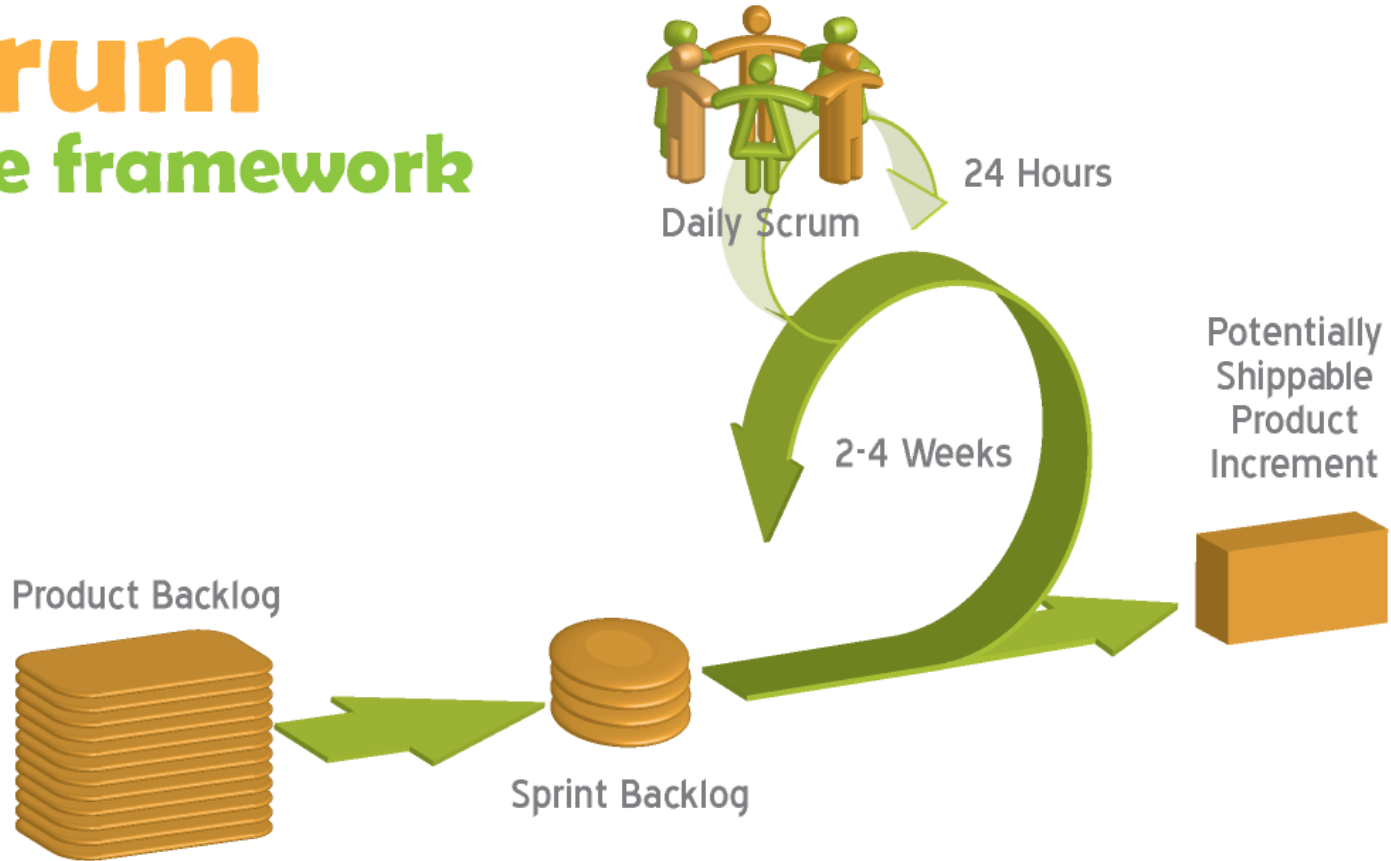 rum
e framework
24 Hours
Daily Scrum
Potentially
Shippable
Product
Increment
2-4 Weeks
Product Backlog
Sprint Backlog